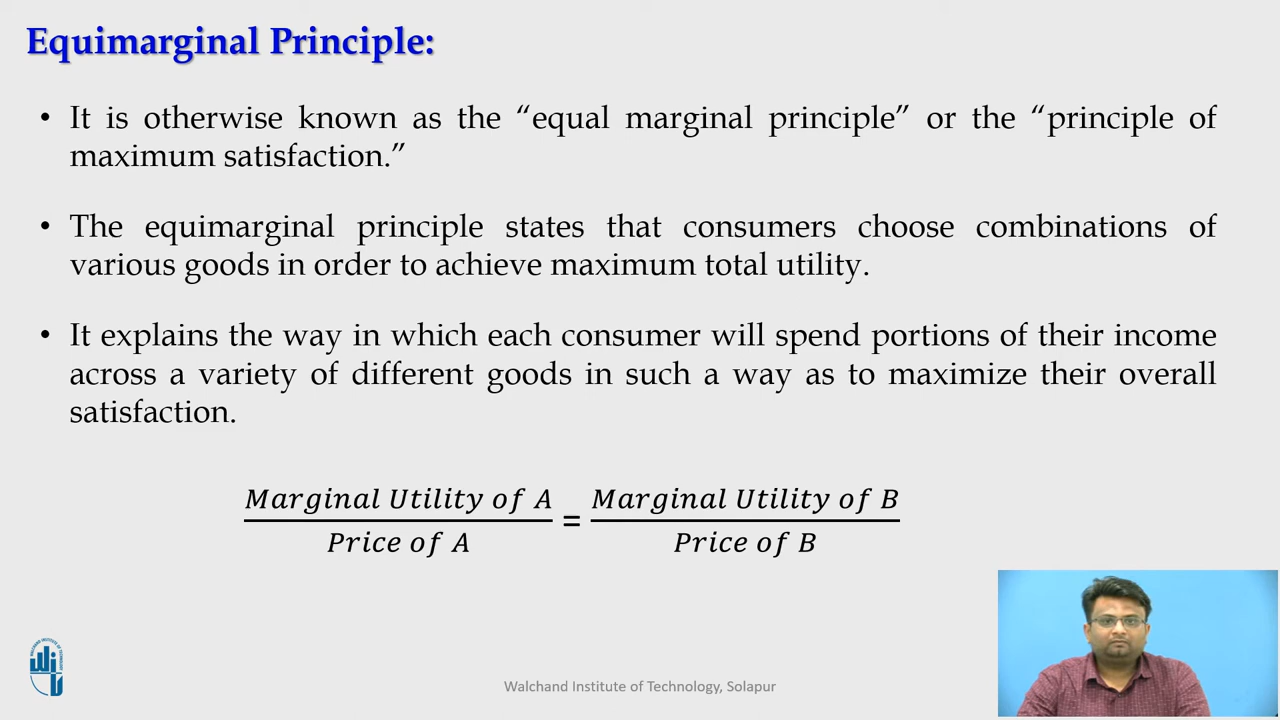 Equimarginal Principle:
• It is otherwise known as the “equal marginal principle” or the “principle of
maximum satisfaction.”
• The equimarginal principle states that consumers choose combinations of
various goods in order to achieve maximum total utility.
• It explains the way in which each consumer will spend portions of their income
across a variety of different goods in such a way as to maximize their overall
satisfaction.
Marginal Utility of A / Price of A = Marginal Utility of B / Price of B
Walchand Institute of Technology, Solapur